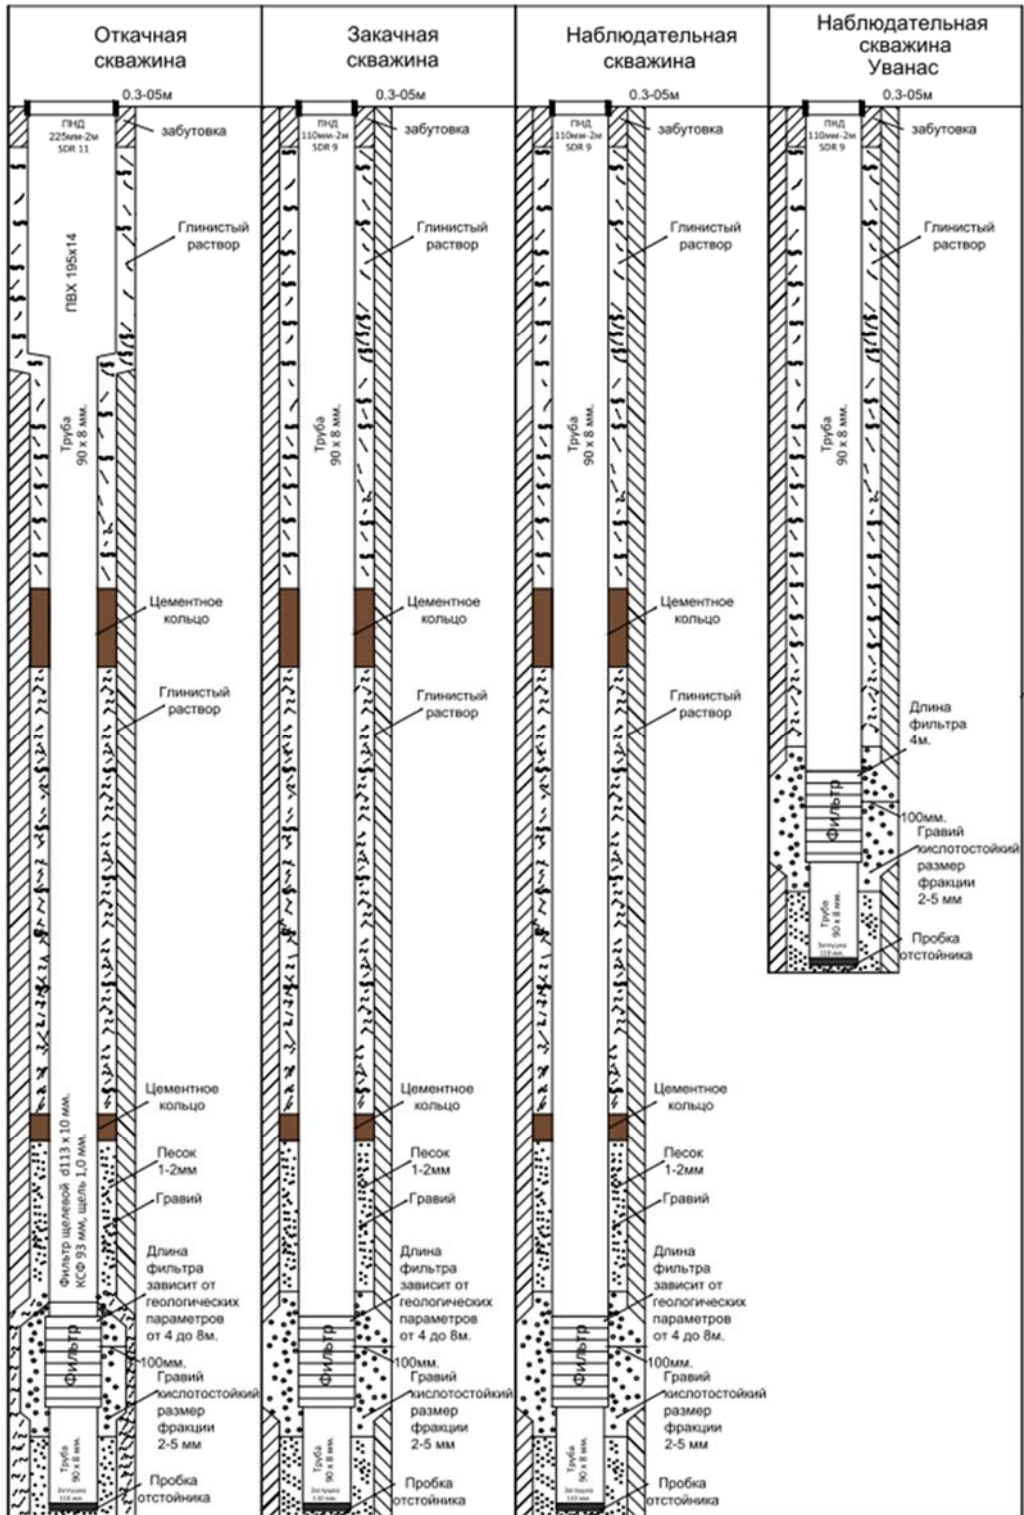 Откачная
скважина
0.3-05м
ПНД
225мм-2м
SDR 11
забутовка
Глинистый
раствор
ПВХ 195х14
Труба
90 х 8 мм.
Цементное
кольцо
Глинистый
раствор
Цементное
кольцо
Фильтр щелевой d113 х 10 мм.
КСФ 93 мм, щель 1,0 мм.
Песок
1-2мм
Гравий
Длина
фильтра
зависит от
геологических
параметров
от 4 до 8м.
Фильтр
100мм.
Гравий
кислотостойкий
размер
фракции
2-5 мм
Труба
90 х 8 мм.
Заглушка
Пробка
отстойника
Закачная
скважина
0.3-05м
ПНД
110мм-2м
SDR 9
забутовка
Глинистый
раствор
Труба
90 х 8 мм.
Цементное
кольцо
Глинистый
раствор
Цементное
кольцо
Песок
1-2мм
Гравий
Длина
фильтра
зависит от
геологических
параметров
от 4 до 8м.
Фильтр
100мм.
Гравий
кислотостойкий
размер
фракции
2-5 мм
Труба
90 х 8 мм.
Заглушка
Пробка
отстойника
Наблюдательная
скважина
0.3-05м
ПНД
110мм-2м
SDR 9
забутовка
Глинистый
раствор
Труба
90 х 8 мм.
Цементное
кольцо
Глинистый
раствор
Цементное
кольцо
Песок
1-2мм
Гравий
Длина
фильтра
зависит от
геологических
параметров
от 4 до 8м.
Фильтр
100мм.
Гравий
кислотостойкий
размер
фракции
2-5 мм
Труба
90 х 8 мм.
Заглушка
Пробка
отстойника
Наблюдательная
скважина
Уванас
0.3-05м
ПНД
110мм-2м
SDR 9
забутовка
Глинистый
раствор
Труба
90 х 8 мм.
Длина
фильтра
4м.
Фильтр
100мм.
Гравий
кислотостойкий
размер
фракции
2-5 мм
Труба
90 х 8 мм.
Заглушка
Пробка
отстойника